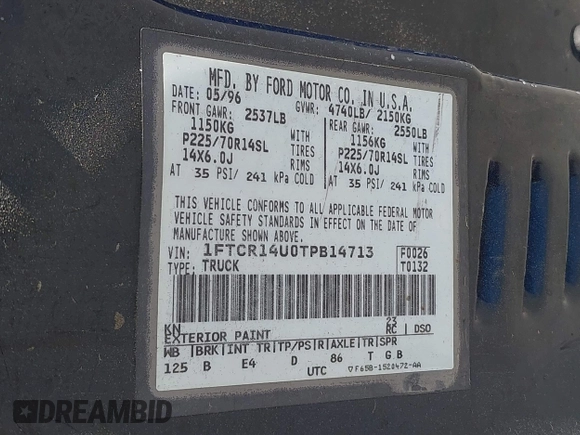 MFD. BY FORD MOTOR CO. IN U.S.A.
DATE: 05/96 GVWR: 4740LB/ 2150KG
FRONT GAWR: 2537LB REAR GAWR: 2550LB
1150KG WITH 1156KG WITH
P225/70R14SL TIRES P225/70R14SL TIRES
14X6.0J RIMS 14X6.0J RIMS
AT 35 PSI/ 241 kPa COLD AT 35 PSI/ 241 kPa COLD
THIS VEHICLE CONFORMS TO ALL APPLICABLE FEDERAL MOTOR
VEHICLE SAFETY STANDARDS IN EFFECT ON THE DATE OF
MANUFACTURE SHOWN ABOVE.
VIN: 1FTCR14U0TPB14713 F0026
TYPE: TRUCK T0132
KN 23
EXTERIOR PAINT RC | DSO
WB |BRK|INT TR|TP/PS|R|AXLE|TR|SPR
125 B E4 D 86 T GB
UTC ▽F65B-1520472-AA
DREAMBID